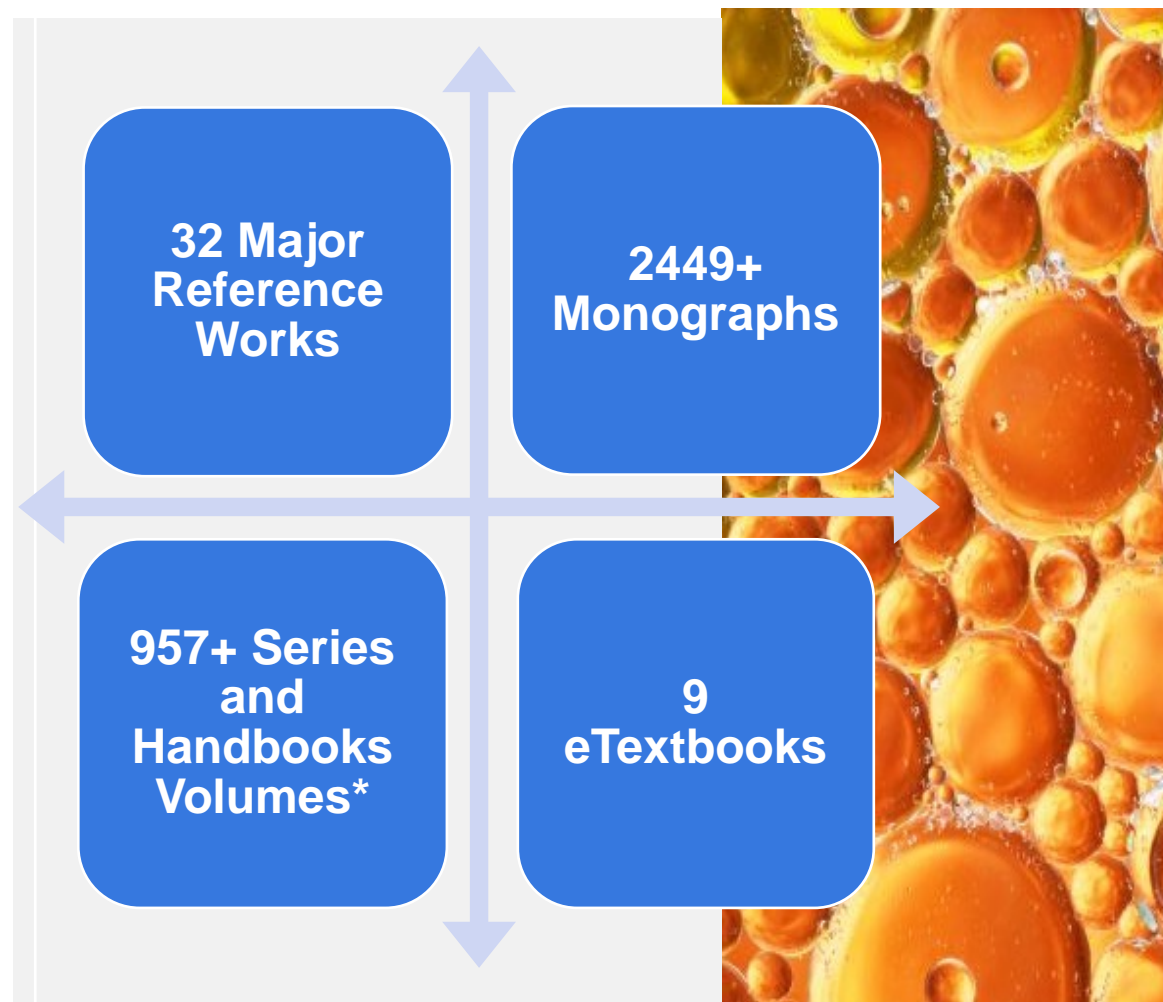 32 Major
Reference
Works
2449+
Monographs
957+ Series
and
Handbooks
Volumes*
9
eTextbooks